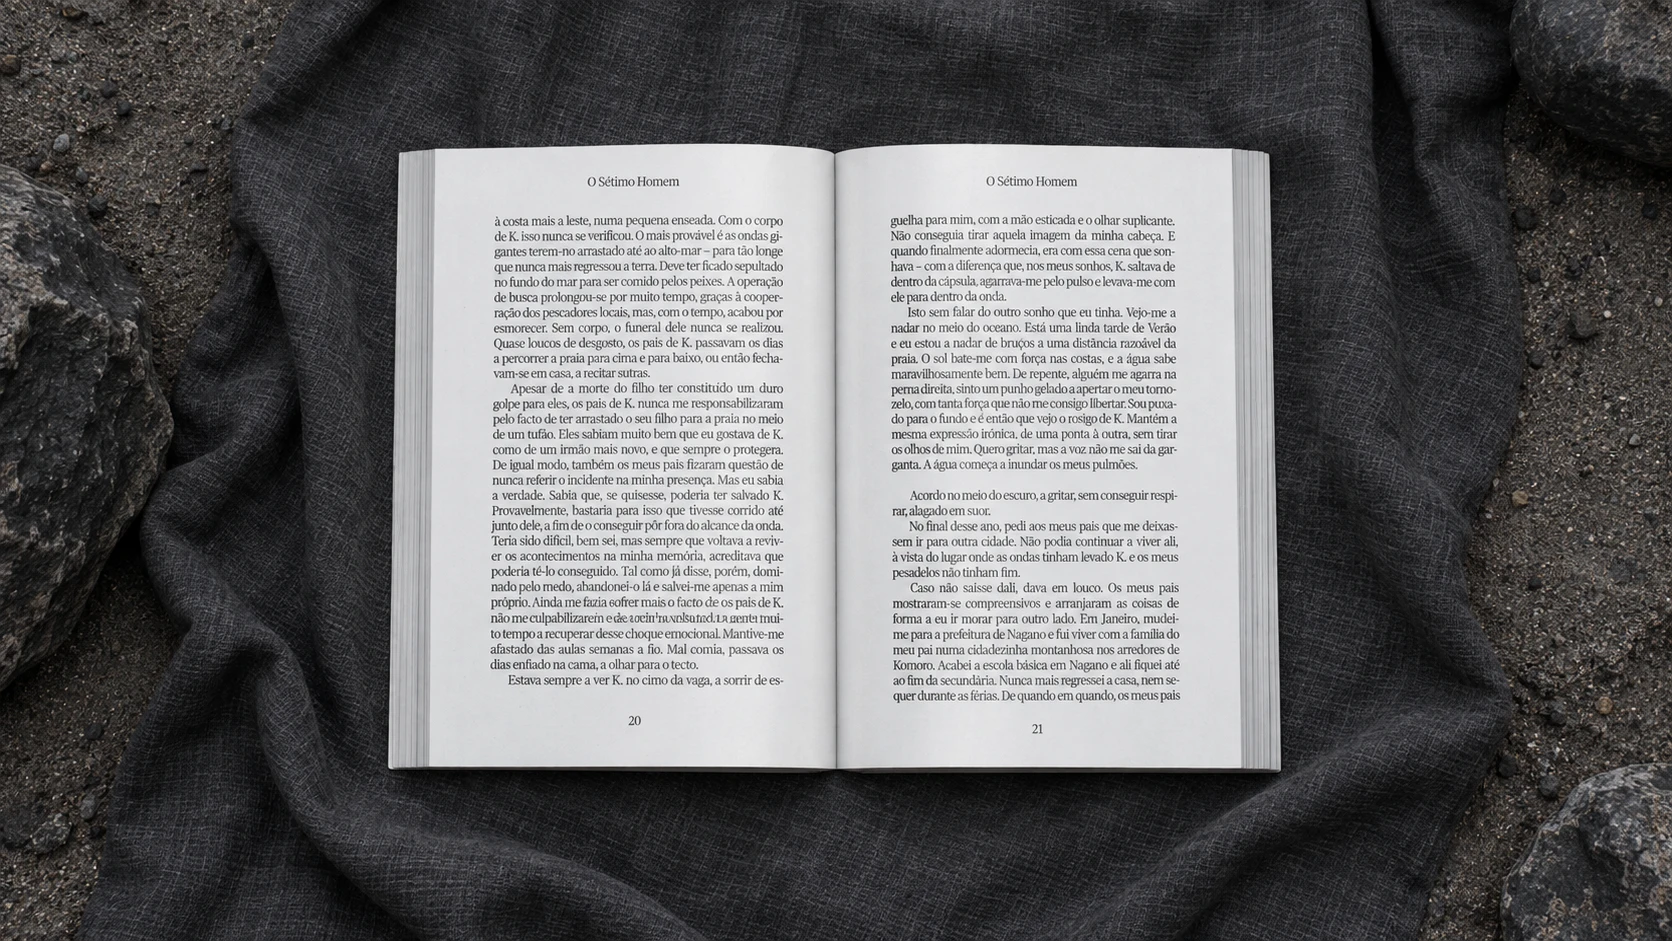 O Sétimo Homem
à costa mais a leste, numa pequena enseada. Com o corpo
de K. isso nunca se verificou. O mais provável é as ondas gi-
gantes terem-no arrastado até ao alto-mar – para tão longe
que nunca mais regressou a terra. Deve ter ficado sepultado
no fundo do mar para ser comido pelos peixes. A operação
de busca prolongou-se por muito tempo, graças à cooper-
ração dos pescadores locais, mas, com o tempo, acabou por
esmorecer. Sem corpo, o funeral dele nunca se realizou.
Quase loucos de desgosto, os pais de K. passavam os dias
a percorrer a praia para cima e para baixo, ou então fecha-
vam-se em casa, a recitar sutras.
Apesar de a morte do filho ter constituído um duro
golpe para eles, os pais de K. nunca me responsabilizaram
pelo facto de ter arrastado o seu filho para a praia no meio
de um tufão. Eles sabiam muito bem que eu gostava de K.
como de um irmão mais novo, e que sempre o protegera.
De igual modo, também os meus pais fizaram questão de
nunca referir o incidente na minha presença. Mas eu sabia
a verdade. Sabia que, se quisesse, poderia ter salvado K.
Provavelmente, bastaria para isso que tivesse corrido até
junto dele, a fim de o conseguir pôr fora do alcance da onda.
Teria sido difícil, bem sei, mas sempre que voltava a reviv-
er os acontecimentos na minha memória, acreditava que
poderia tê-lo conseguido. Tal como já disse, porém, domi-
nado pelo medo, abandonei-o lá e salvei-me apenas a mim
próprio. Ainda me fazia sofrer mais o facto de os pais de K.
não me culpabilizarem e de mui-
to tempo a recuperar desse choque emocional. Mantive-me
afastado das aulas semanas a fio. Mal comia, passava os
dias enfiado na cama, a olhar para o tecto.
Estava sempre a ver K. no cimo da vaga, a sorrir de es-
20
O Sétimo Homem
guelha para mim, com a mão esticada e o olhar suplicante.
Não conseguia tirar aquela imagem da minha cabeça. E
quando finalmente adormecia, era com essa cena que son-
hava – com a diferença que, nos meus sonhos, K. saltava de
dentro da cápsula, agarrava-me pelo pulso e levava-me com
ele para dentro da onda.
Isto sem falar do outro sonho que eu tinha. Vejo-me a
nadar no meio do oceano. Está uma linda tarde de Verão
e eu estou a nadar de bruços a uma distância razoável da
praia. O sol bate-me com força nas costas, e a água sabe
maravilhosamente bem. De repente, alguém me agarra na
perna direita, sinto um punho gelado a apertar o meu torno-
zelo, com tanta força que não me consigo libertar. Sou puxa-
do para o fundo e é então que vejo o rosigo de K. Mantém a
mesma expressão irónica, de uma ponta à outra, sem tirar
os olhos de mim. Quero gritar, mas a voz não me sai da gar-
ganta. A água começa a inundar os meus pulmões.
Acordo no meio do escuro, a gritar, sem conseguir respi-
rar, alagado em suor.
No final desse ano, pedi aos meus pais que me deixas-
sem ir para outra cidade. Não podia continuar a viver ali,
à vista do lugar onde as ondas tinham levado K. e os meus
pesadelos não tinham fim.
Caso não saísse dali, dava em louco. Os meus pais
mostraram-se compreensivos e arranjaram as coisas de
forma a eu ir morar para outro lado. Em Janeiro, mudei-
me para a prefeitura de Nagano e fui viver com a família do
meu pai numa cidadezinha montanhosa nos arredores de
Komoro. Acabei a escola básica em Nagano e ali fiquei até
ao fim da secundária. Nunca mais regressei a casa, nem se-
quer durante as férias. De quando em quando, os meus pais
21